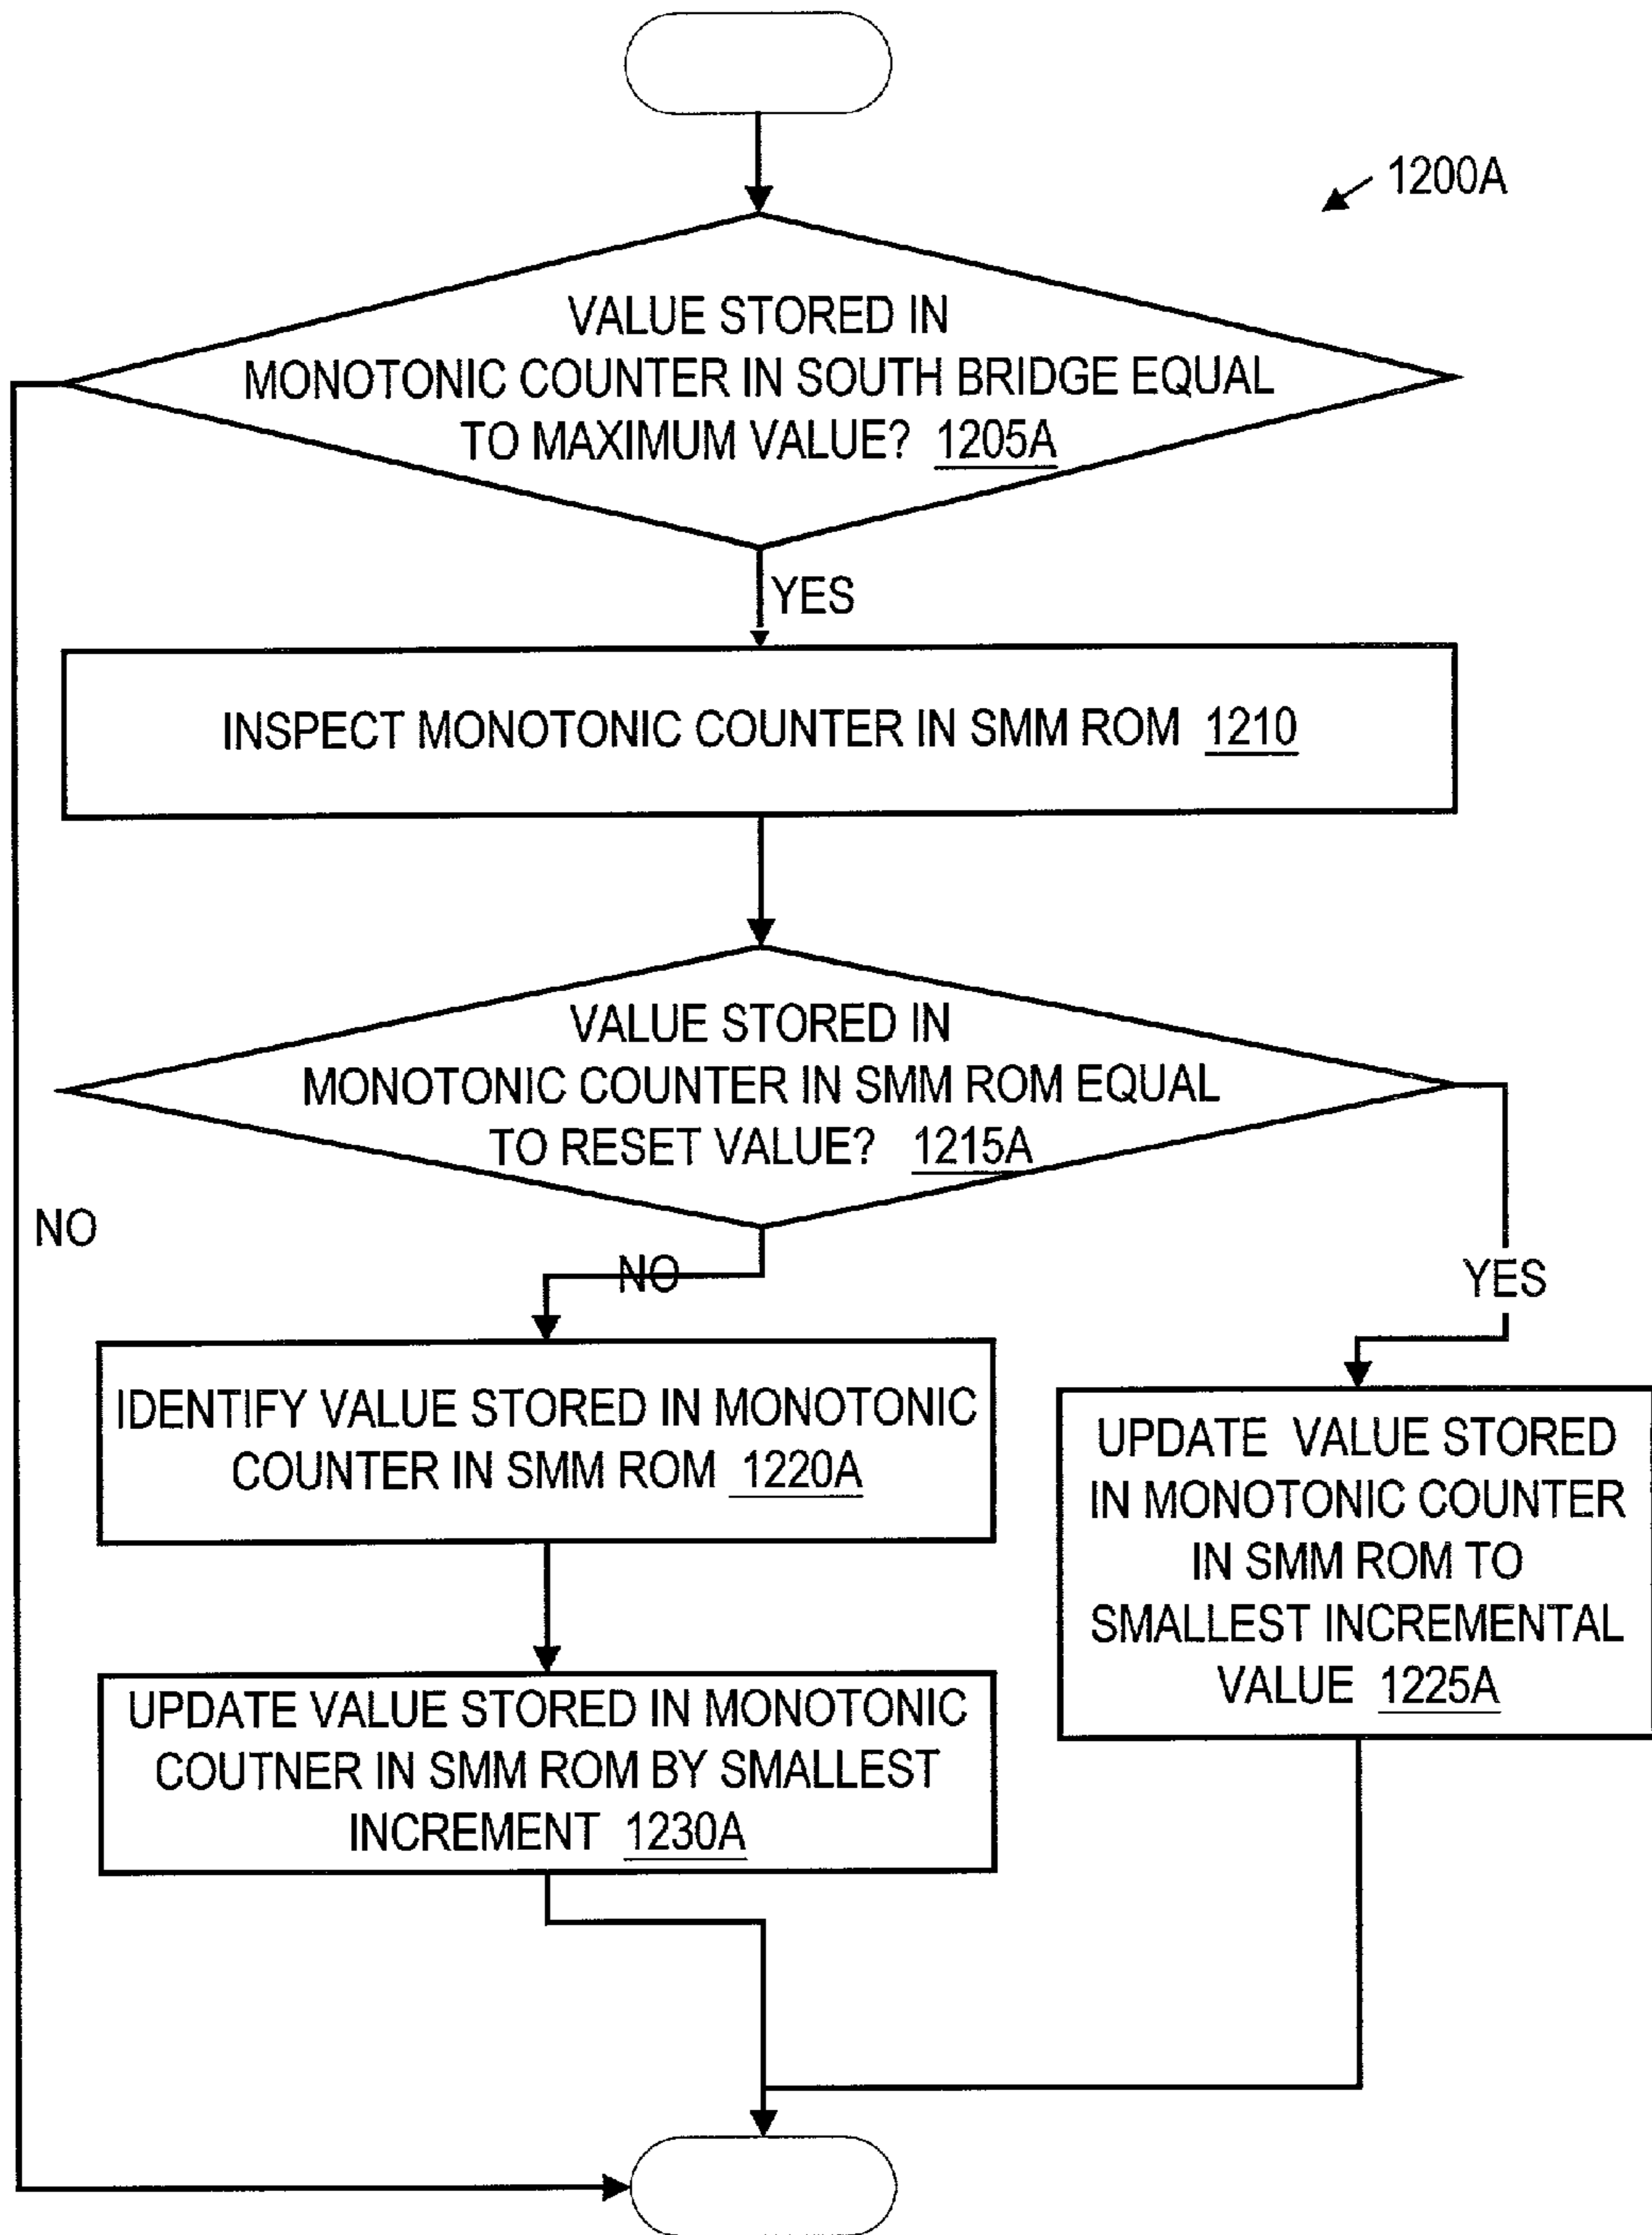 1200A
VALUE STORED IN
MONOTONIC COUNTER IN SOUTH BRIDGE EQUAL
TO MAXIMUM VALUE? 1205A
YES
INSPECT MONOTONIC COUNTER IN SMM ROM 1210
VALUE STORED IN
MONOTONIC COUNTER IN SMM ROM EQUAL
TO RESET VALUE? 1215A
NO
NO
YES
IDENTIFY VALUE STORED IN MONOTONIC
COUNTER IN SMM ROM 1220A
UPDATE VALUE STORED
IN MONOTONIC COUNTER
IN SMM ROM TO
SMALLEST INCREMENTAL
VALUE 1225A
UPDATE VALUE STORED IN MONOTONIC
COUTNER IN SMM ROM BY SMALLEST
INCREMENT 1230A